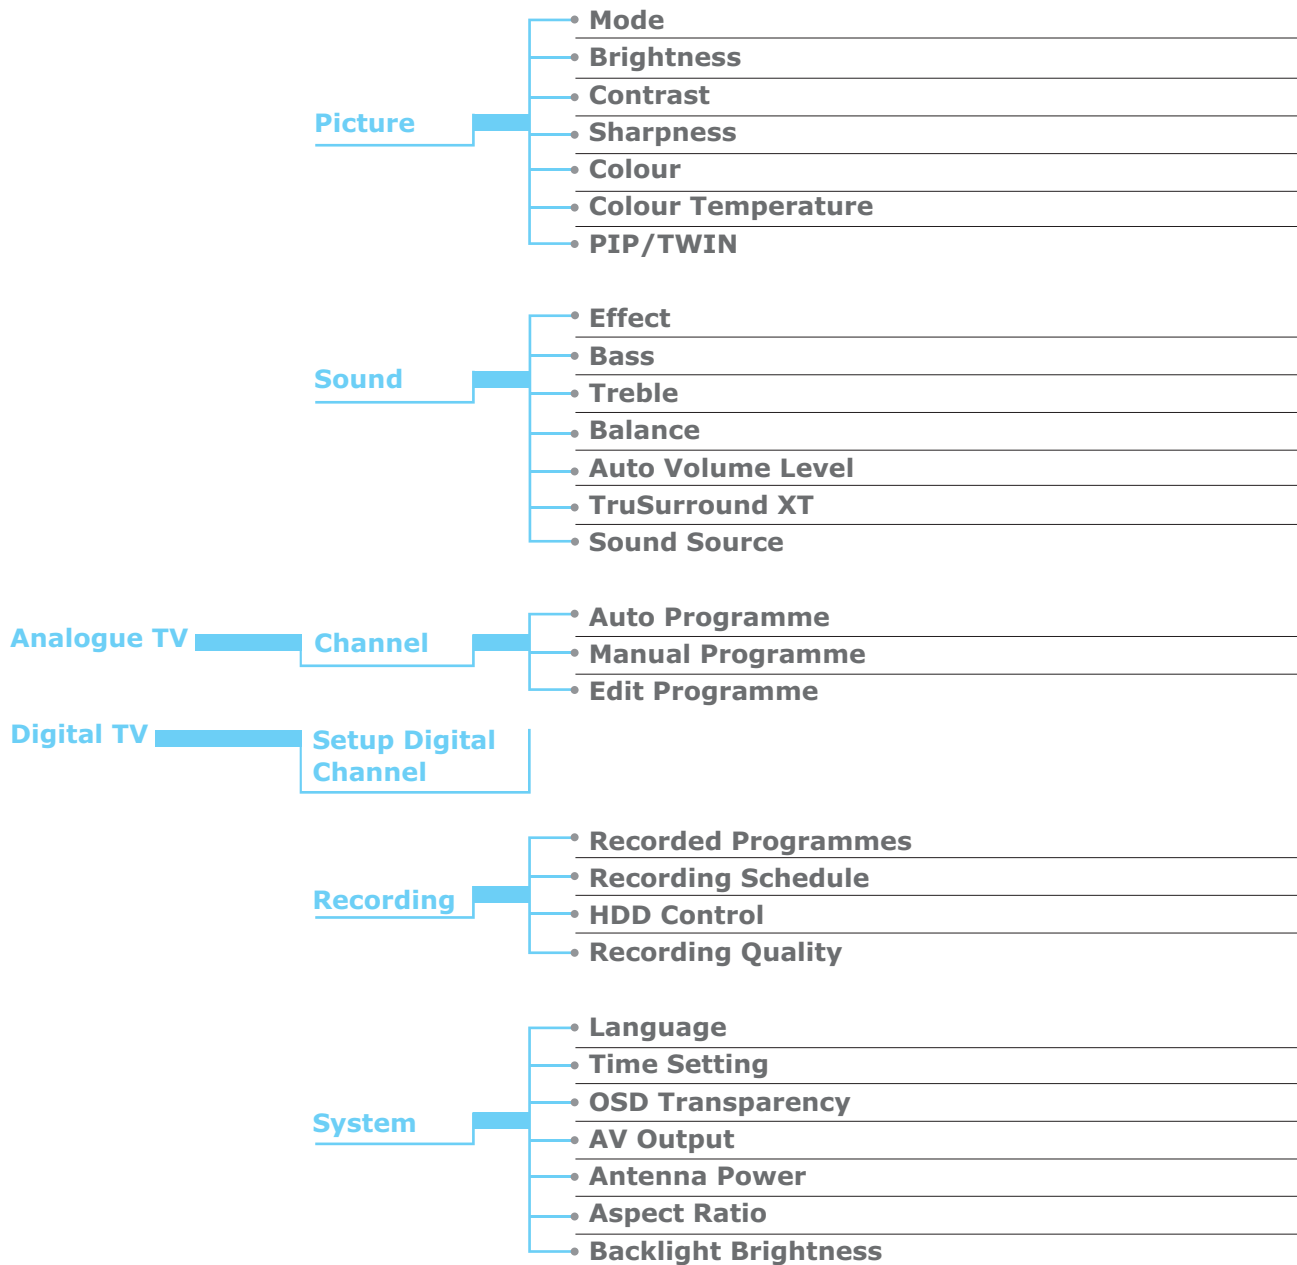 Picture
Mode
Brightness
Contrast
Sharpness
Colour
Colour Temperature
PIP/TWIN
Sound
Effect
Bass
Treble
Balance
Auto Volume Level
TruSurround XT
Sound Source
Analogue TV
Channel
Auto Programme
Manual Programme
Edit Programme
Digital TV
Setup Digital
Channel
Recording
Recorded Programmes
Recording Schedule
HDD Control
Recording Quality
System
Language
Time Setting
OSD Transparency
AV Output
Antenna Power
Aspect Ratio
Backlight Brightness